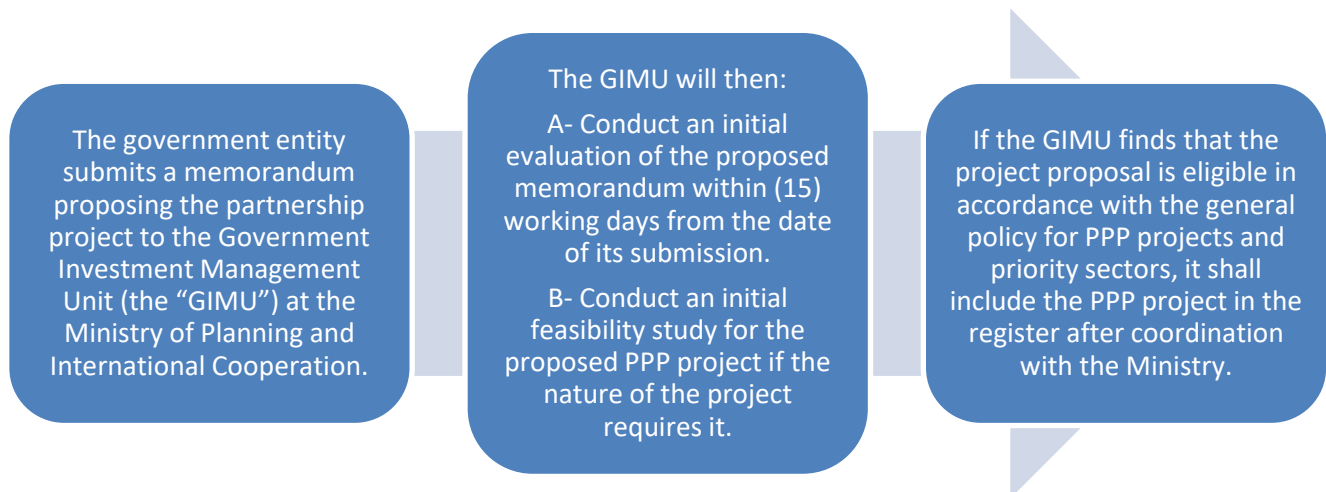 The government entity
submits a memorandum
proposing the partnership
project to the Government
Investment Management
Unit (the “GIMU”) at the
Ministry of Planning and
International Cooperation.
The GIMU will then:
A- Conduct an initial
evaluation of the proposed
memorandum within (15)
working days from the date
of its submission.
B- Conduct an initial
feasibility study for the
proposed PPP project if the
nature of the project
requires it.
If the GIMU finds that the
project proposal is eligible in
accordance with the general
policy for PPP projects and
priority sectors, it shall
include the PPP project in the
register after coordination
with the Ministry.